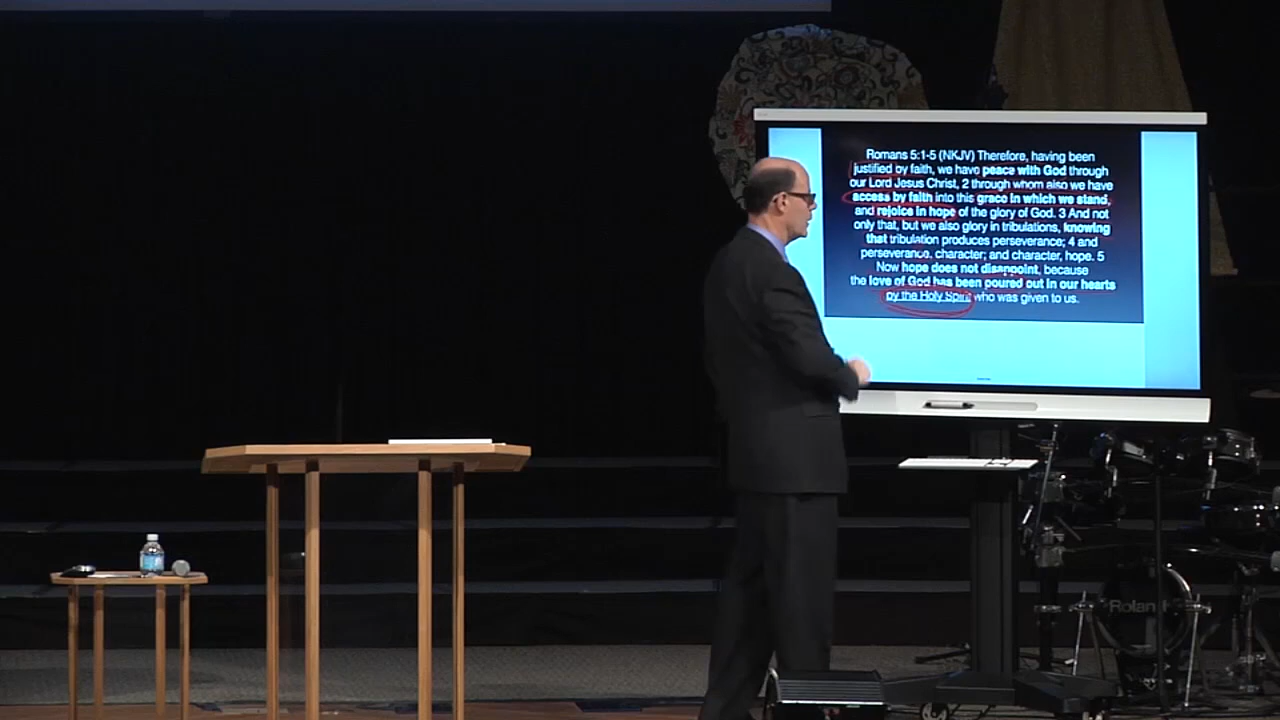 Romans 5:1-5 (NKJV) Therefore, having been
justified by faith, we have peace with God through
our Lord Jesus Christ, 2 through whom also we have
access by faith into this grace in which we stand,
and rejoice in hope of the glory of God. 3 And not
only that, but we also glory in tribulations, knowing
that tribulation produces perseverance; 4 and
perseverance, character; and character, hope. 5
Now hope does not disappoint, because
the love of God has been poured out in our hearts
by the Holy Spirit who was given to us.
Roland